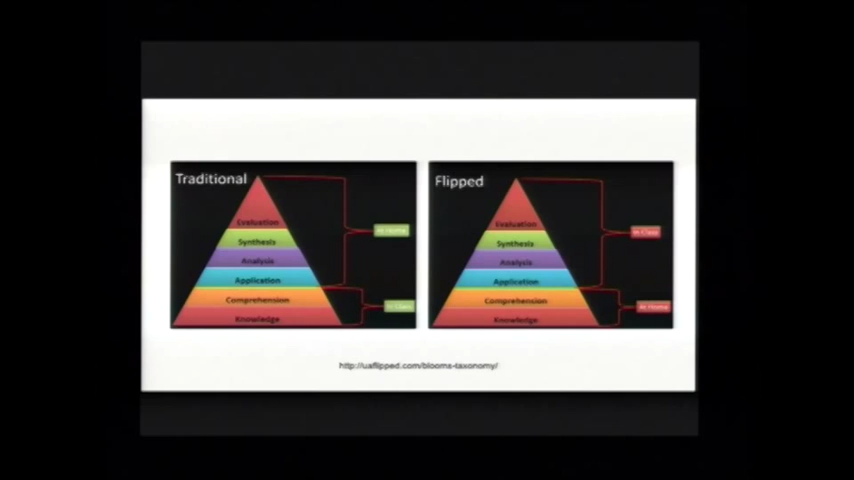 Traditional
Evaluation
Synthesis
Analysis
Application
Comprehension
Knowledge
At Home
In Class
Flipped
Evaluation
Synthesis
Analysis
Application
Comprehension
Knowledge
In Class
At Home
http://uaflipped.com/blooms-taxonomy/